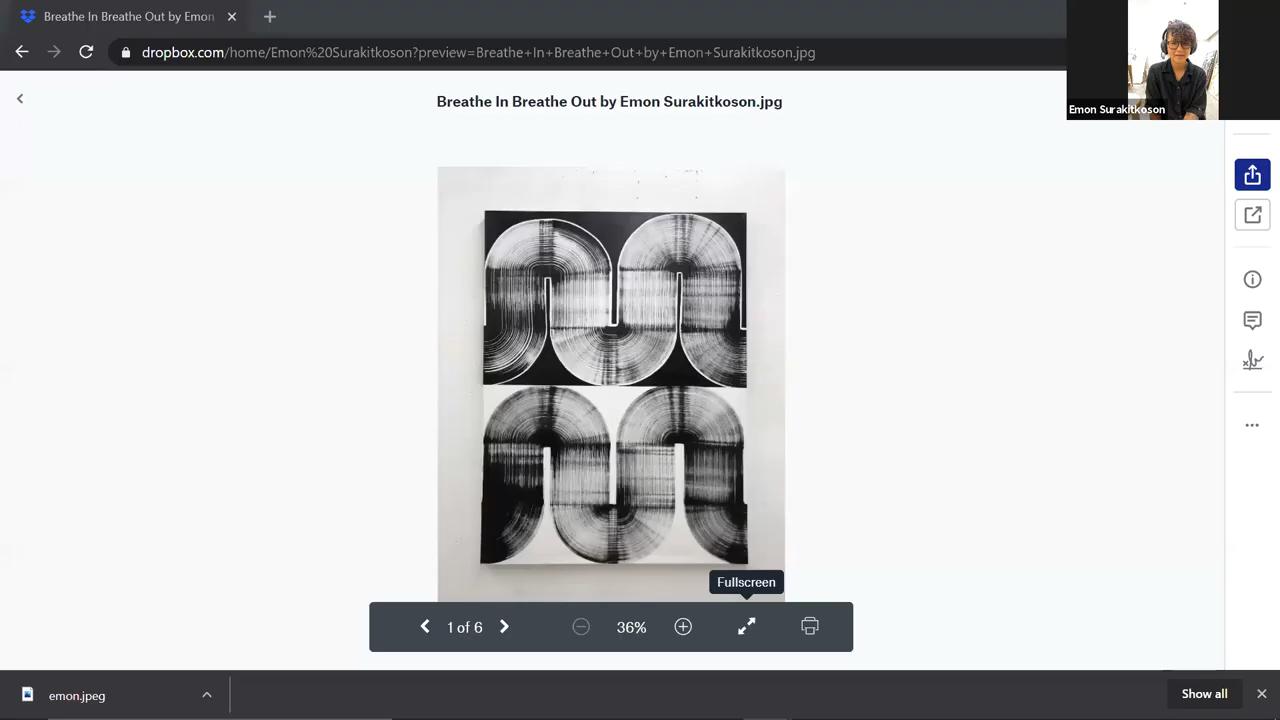 Breathe In Breathe Out by Emon
dropbox.com/home/Emon%20Surakitkoson?preview=Breathe+In+Breathe+Out+by+Emon+Surakitkoson.jpg
Emon Surakitkoson
Breathe In Breathe Out by Emon Surakitkoson.jpg
Fullscreen
1 of 6
36%
emon.jpeg
Show all